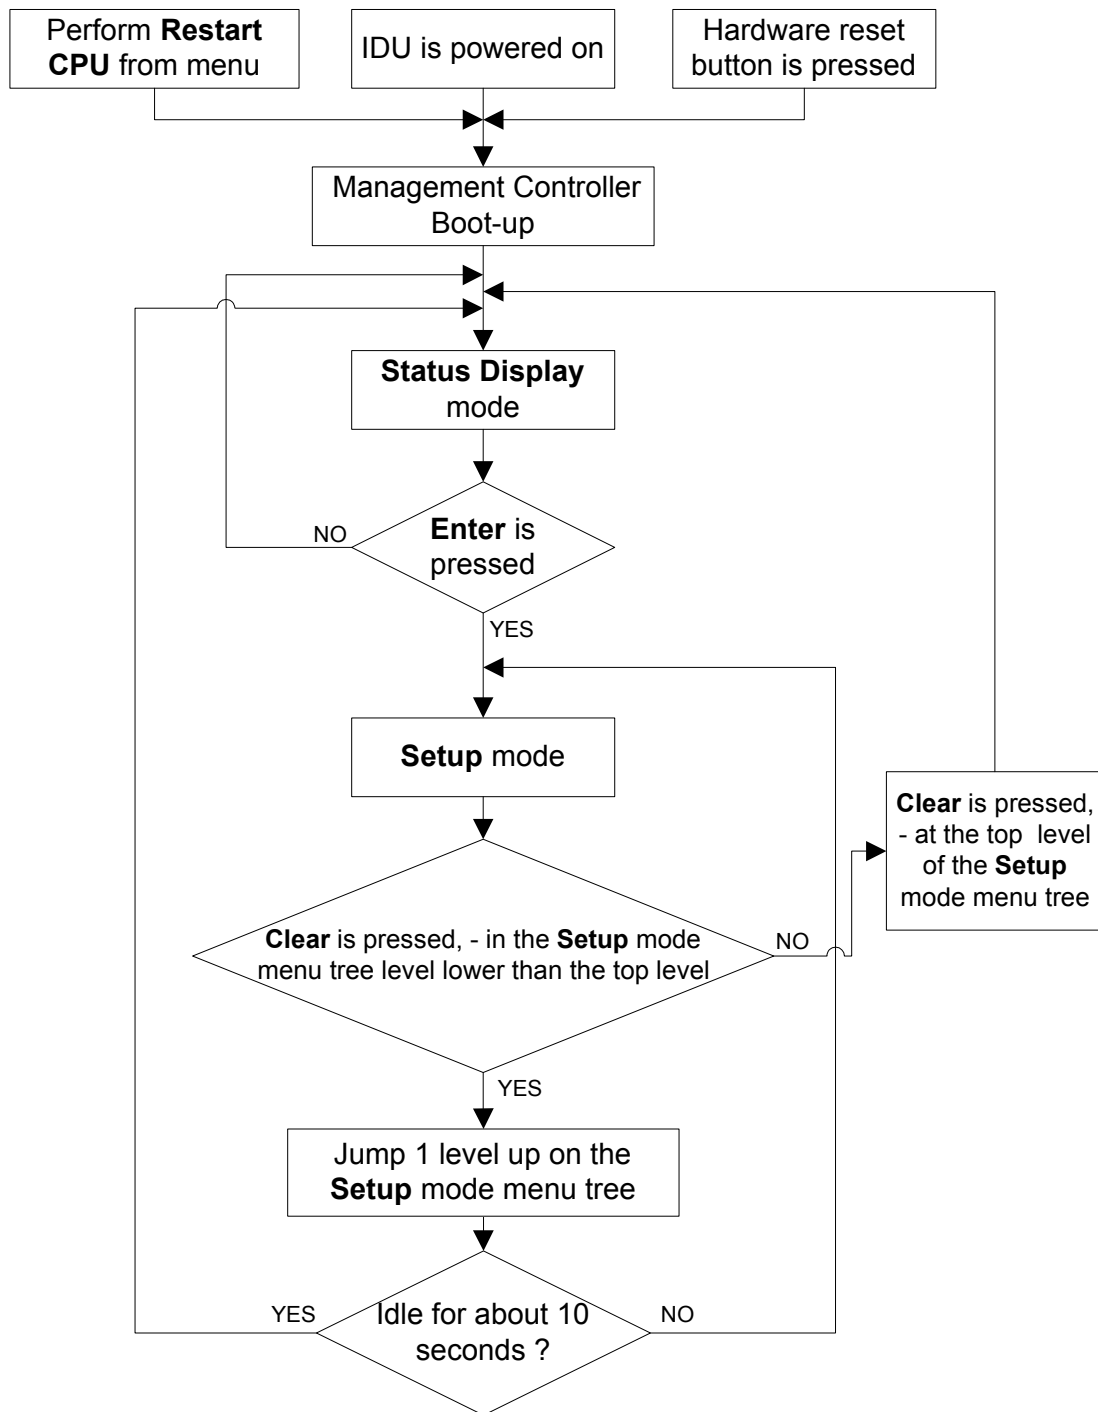 Perform Restart
CPU from menu
IDU is powered on
Hardware reset
button is pressed
Management Controller
Boot-up
Status Display
mode
Enter is
pressed
NO
YES
Setup mode
Clear is pressed,
- at the top level
of the Setup
mode menu tree
Clear is pressed, - in the Setup mode
menu tree level lower than the top level
NO
YES
Jump 1 level up on the
Setup mode menu tree
Idle for about 10
seconds ?
YES
NO